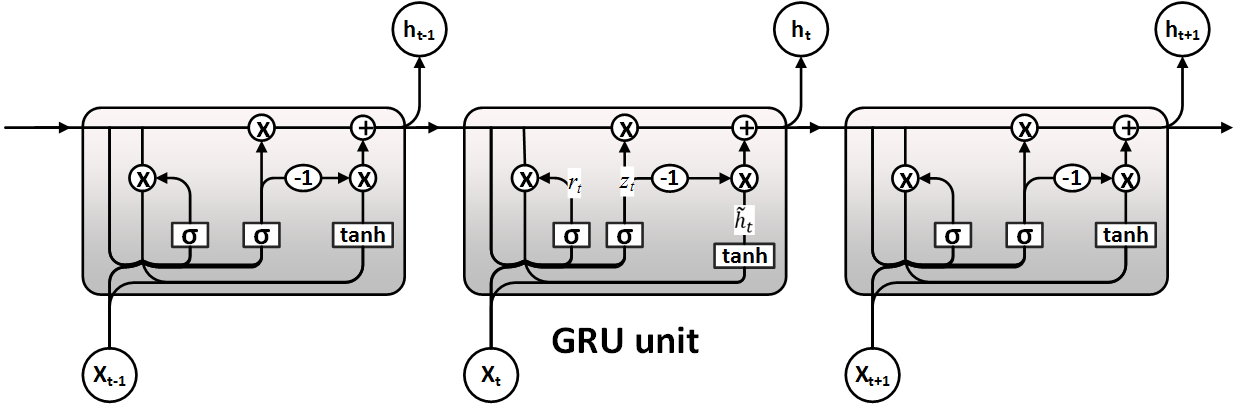 h_{t-1} h_t h_{t+1}
X X + X X + X X +
X -1 X X r_t z_t -1 X X -1 X
h̃_t
σ σ tanh σ σ σ σ tanh
tanh
GRU unit
X_{t-1} X_t X_{t+1}